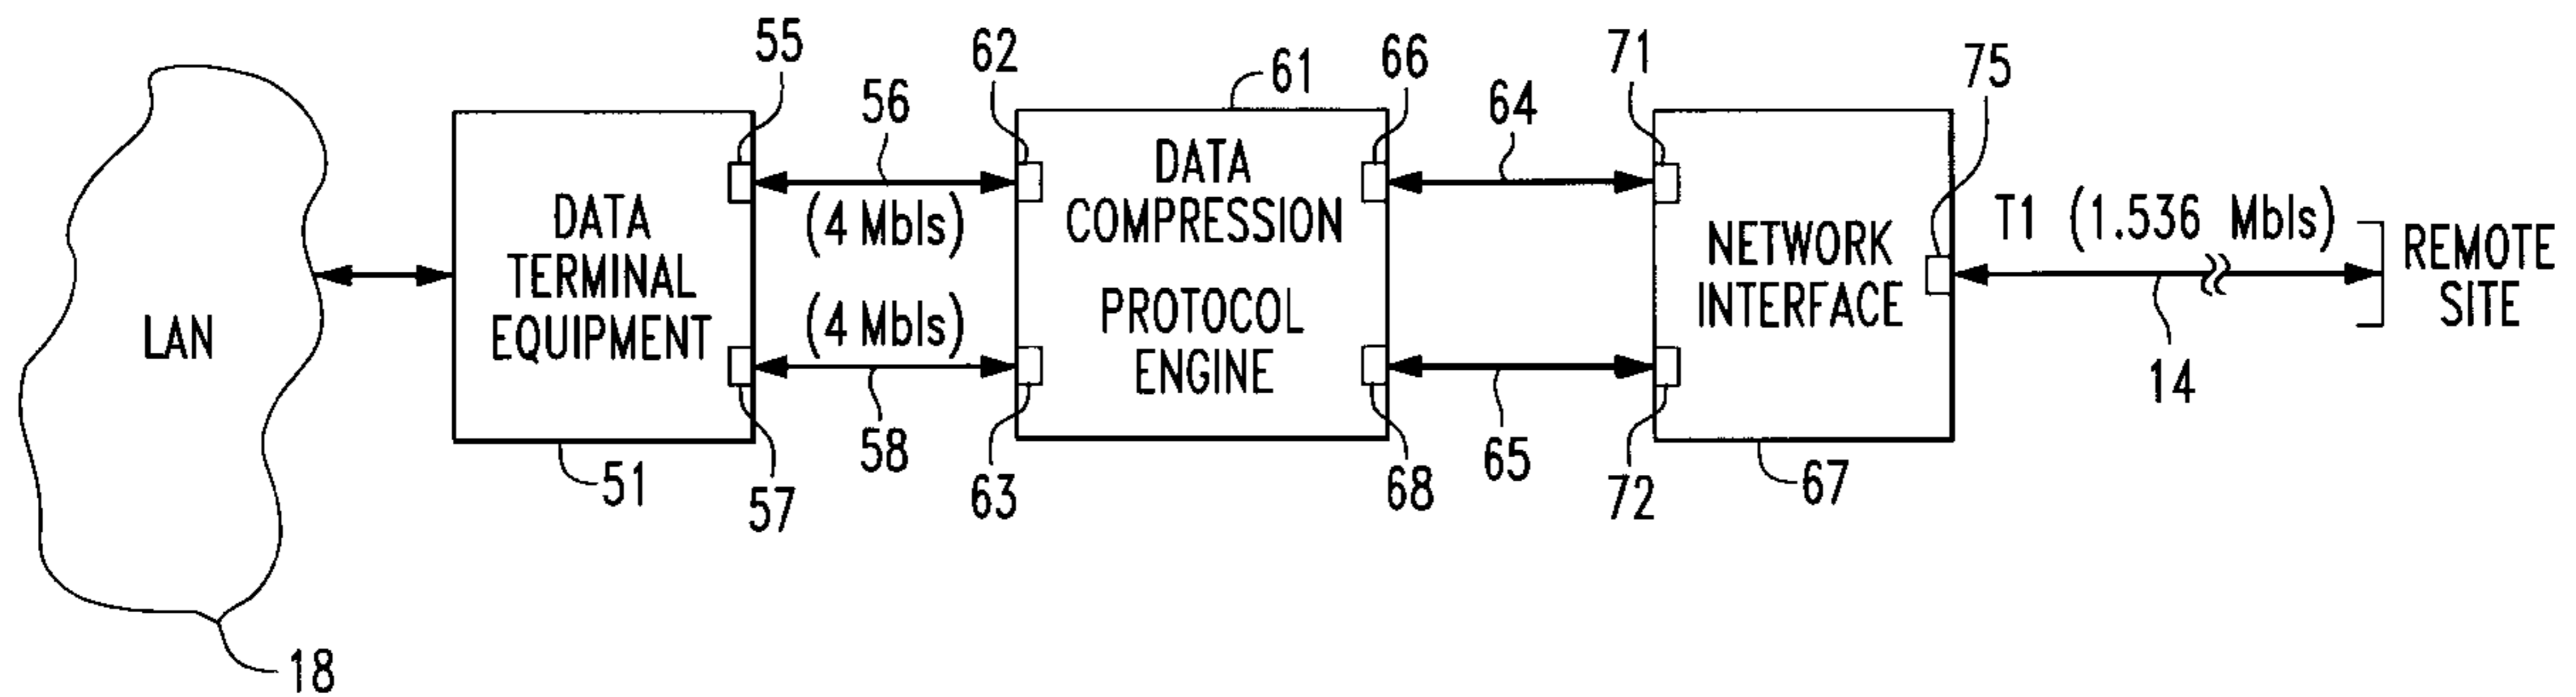 55
62
61
66
71
75
56
64
DATA
COMPRESSION
PROTOCOL
ENGINE
DATA
TERMINAL
EQUIPMENT
(4 Mbls)
(4 Mbls)
NETWORK
INTERFACE
T1 (1.536 Mbls)
REMOTE
SITE
LAN
14
58
65
51
57
63
68
72
67
18